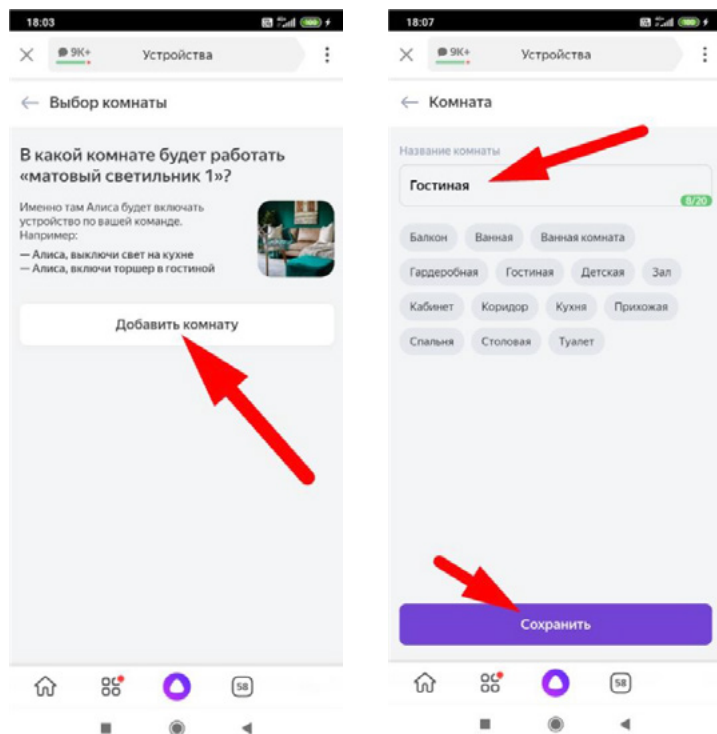 18:03
9K+ Устройства
Выбор комнаты
В какой комнате будет работать
«матовый светильник 1»?
Именно там Алиса будет включать
устройство по вашей команде.
Например:
— Алиса, выключи свет на кухне
— Алиса, включи торшер в гостиной
Добавить комнату
58
18:07
9K+ Устройства
Комната
Название комнаты
Гостиная
8/20
Балкон Ванная Ванная комната
Гардеробная Гостиная Детская Зал
Кабинет Коридор Кухня Прихожая
Спальня Столовая Туалет
Сохранить
58